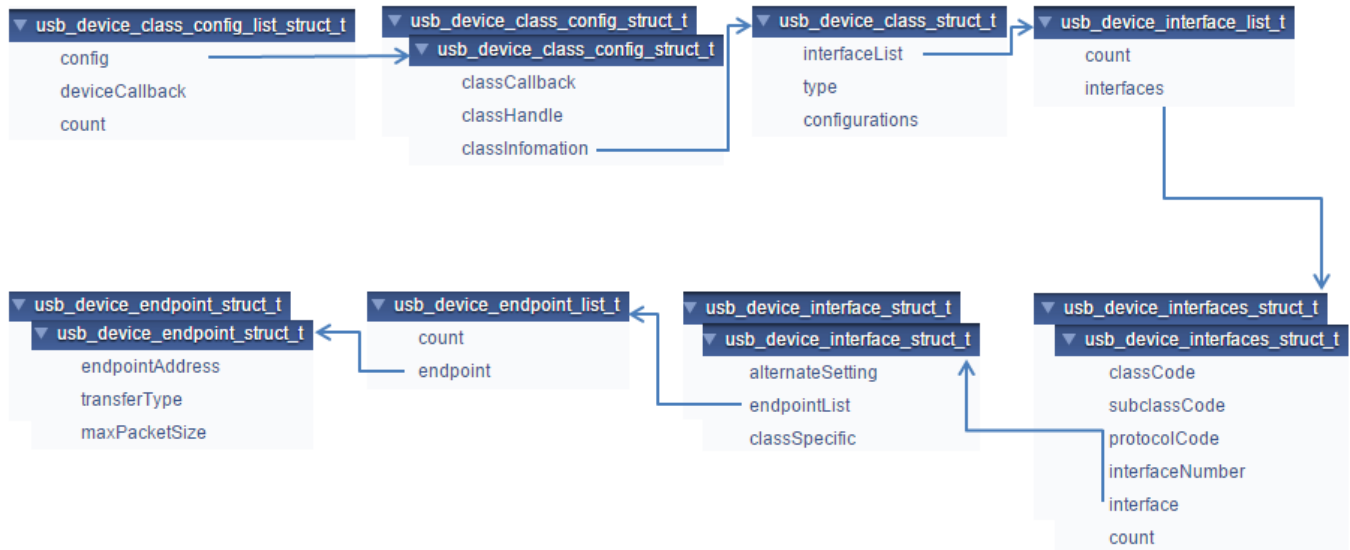 usb_device_class_config_list_struct_t
config
deviceCallback
count
usb_device_class_config_struct_t
usb_device_class_config_struct_t
classCallback
classHandle
classInfomation
usb_device_class_struct_t
interfaceList
type
configurations
usb_device_interface_list_t
count
interfaces
usb_device_endpoint_struct_t
usb_device_endpoint_struct_t
endpointAddress
transferType
maxPacketSize
usb_device_endpoint_list_t
count
endpoint
usb_device_interface_struct_t
usb_device_interface_struct_t
alternateSetting
endpointList
classSpecific
usb_device_interfaces_struct_t
usb_device_interfaces_struct_t
classCode
subclassCode
protocolCode
interfaceNumber
interface
count